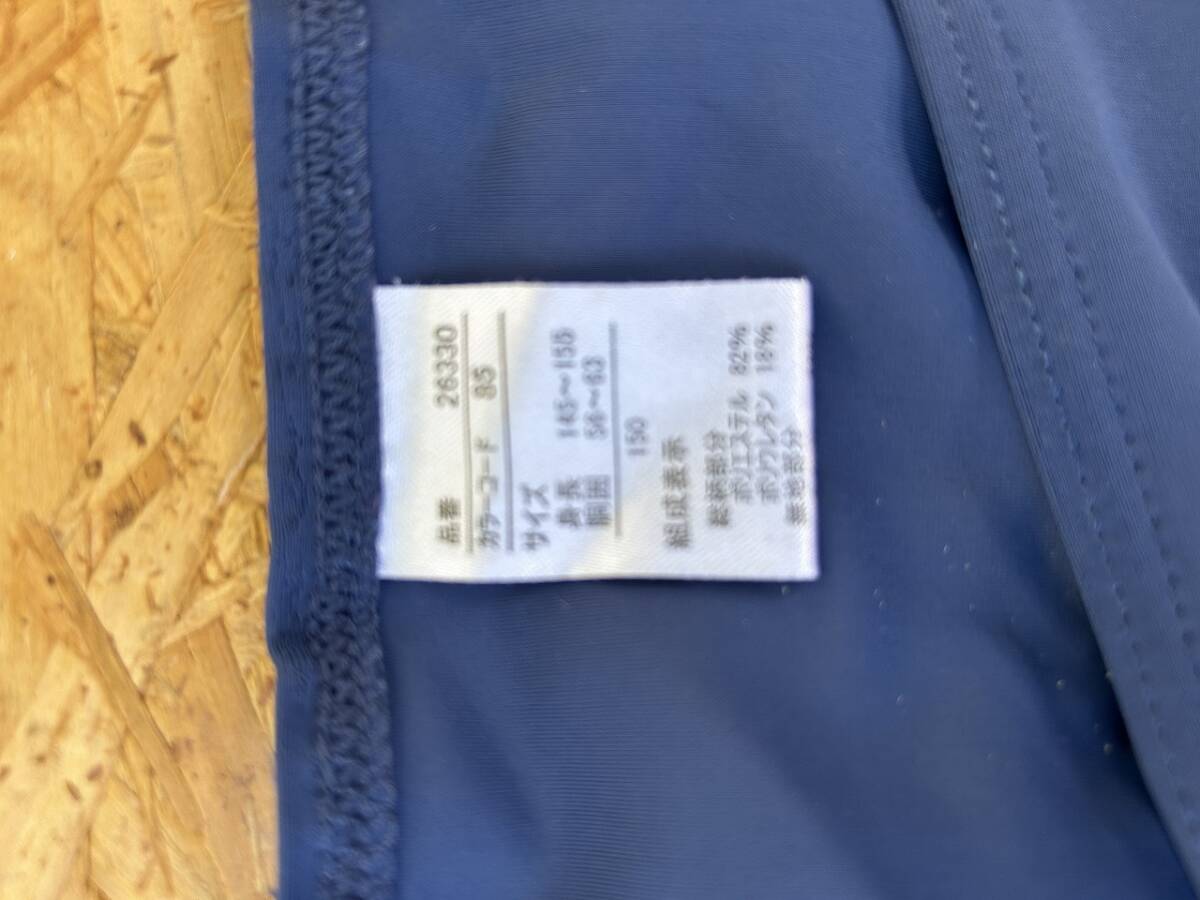 品番 26330
カラーコード 85
サイズ
身長 145～155
胴囲 56～63
150
組成表示
総柄部分
ポリエステル 82%
ポリウレタン 18%
無地部分